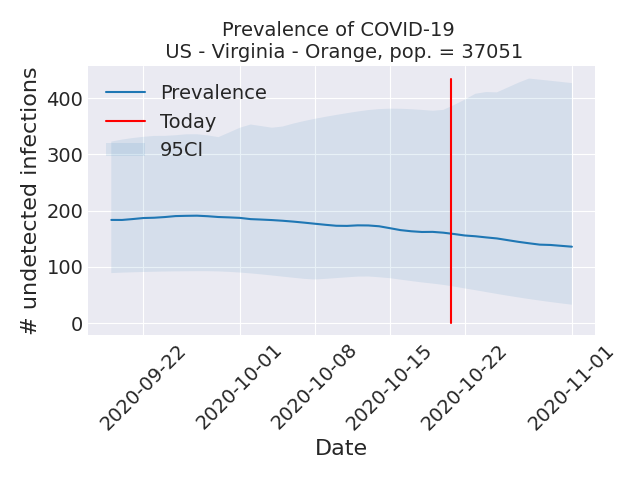 Prevalence of COVID-19
US - Virginia - Orange, pop. = 37051
# undetected infections
400
300
200
100
0
Prevalence
Today
95CI
2020-09-22
2020-10-01
2020-10-08
2020-10-15
2020-10-22
2020-11-01
Date